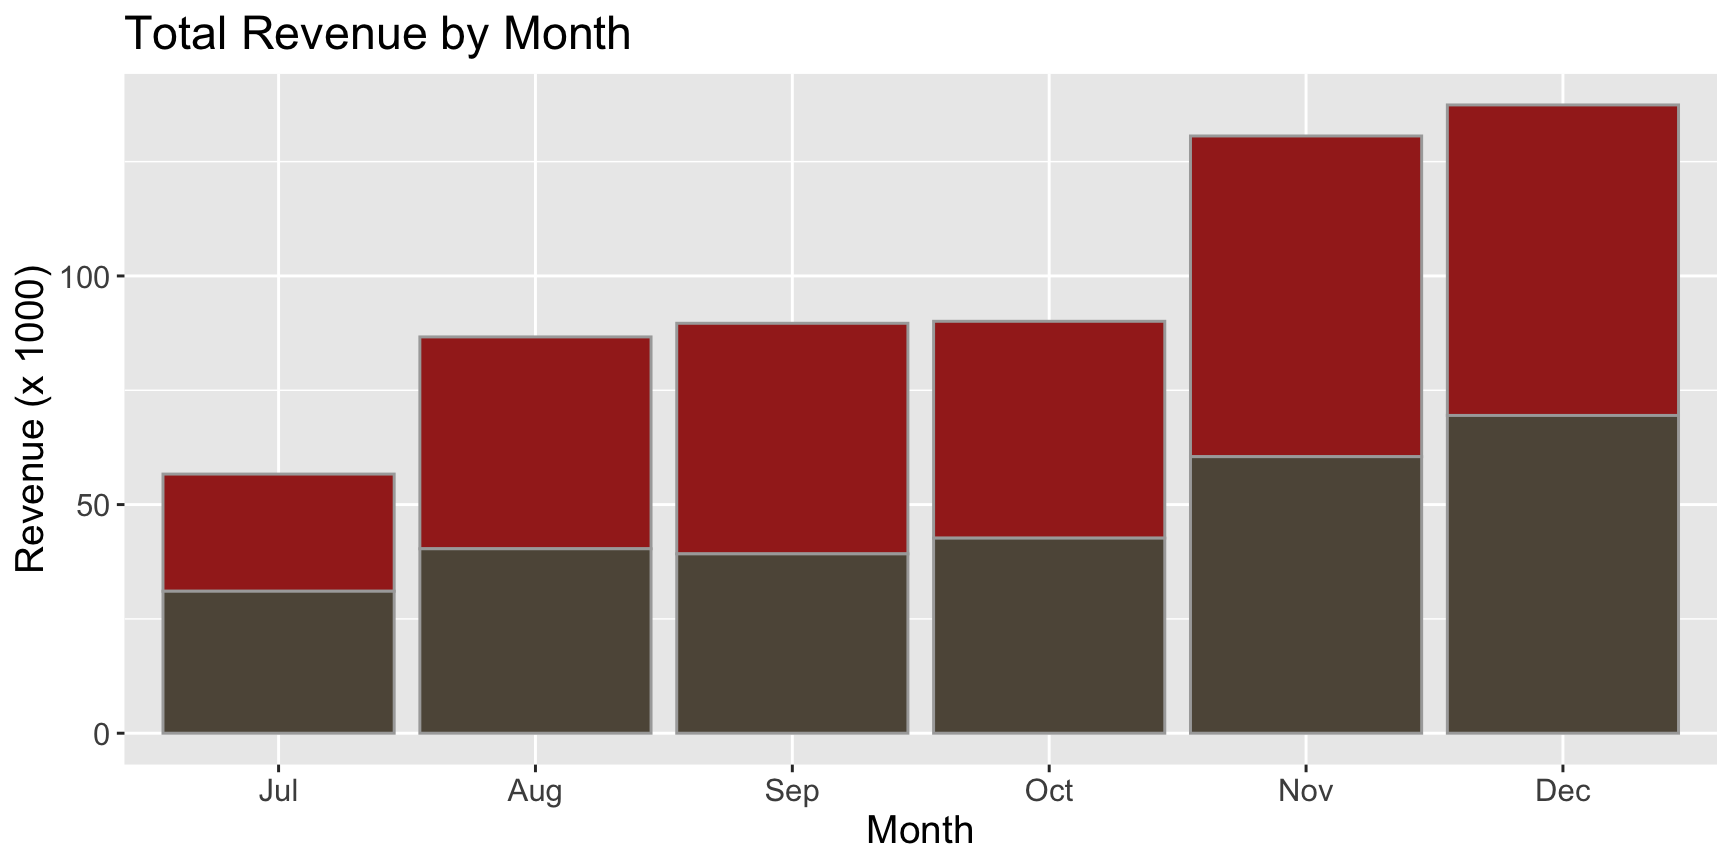 Total Revenue by Month
Revenue (x 1000)
100
50
0
Jul Aug Sep Oct Nov Dec
Month